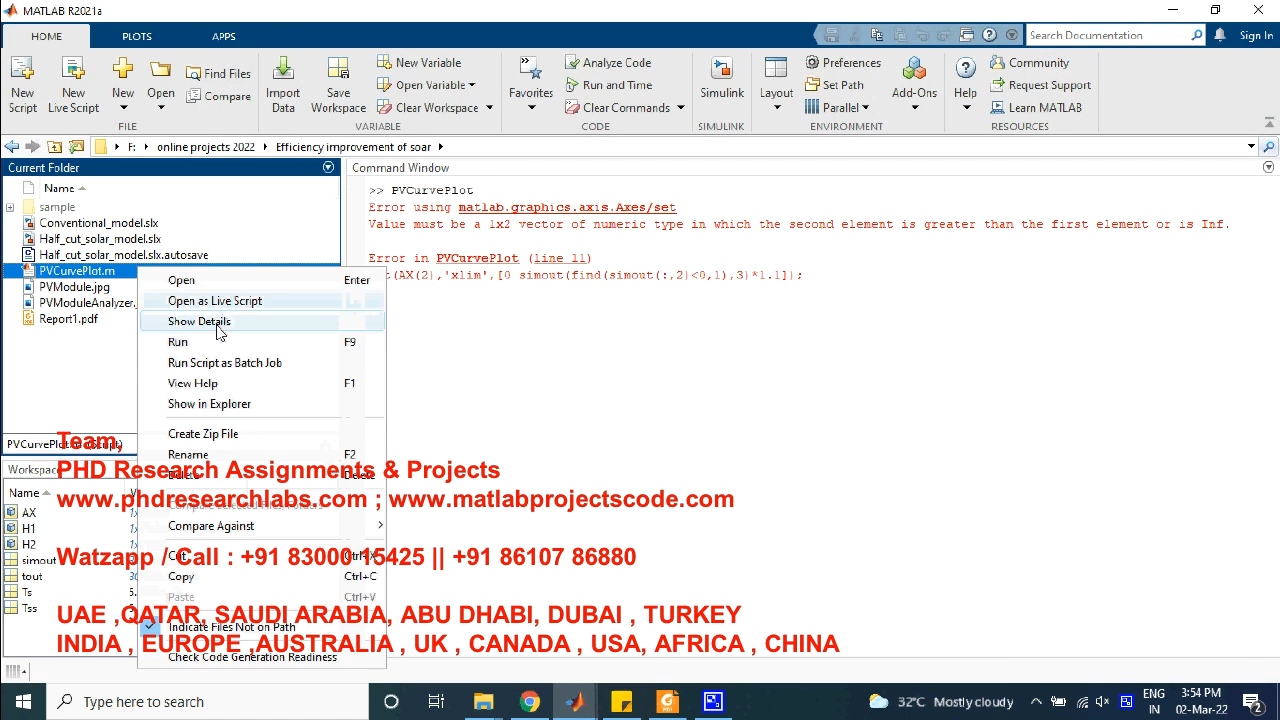 MATLAB R2021a
HOME PLOTS APPS
Search Documentation
Sign In
New Script
New Live Script
New
Open
Find Files
Compare
FILE
Import Data
Save Workspace
New Variable
Open Variable
Clear Workspace
VARIABLE
Favorites
Analyze Code
Run and Time
Clear Commands
CODE
Simulink
SIMULINK
Layout
Preferences
Set Path
Parallel
Add-Ons
ENVIRONMENT
Help
Community
Request Support
Learn MATLAB
RESOURCES
F: online projects 2022 Efficiency improvement of soar
Current Folder
Name
sample
Conventional_model.slx
Half_cut_solar_model.slx
Half_cut_solar_model.slx.autosave
PVCurvePlot.m
PVModule.jpg
PVModuleAnalyzer.
Report1.pdf
Command Window
>> PVCurvePlot
Error using matlab.graphics.axis.Axes/set
Value must be a 1x2 vector of numeric type in which the second element is greater than the first element or is Inf.
Error in PVCurvePlot (line 11)
t(AX(2),'xlim',[0 simout(find(simout(:,2)<0,1),3)*1.1]);
Open Enter
Open as Live Script
Show Details
Run F9
Run Script as Batch Job
View Help F1
Show in Explorer
Create Zip File
Rename F2
Delete Delete
Compare Selected Files/Folders
Compare Against
Cut Ctrl+X
Copy Ctrl+C
Paste Ctrl+V
Indicate Files Not on Path
Check Code Generation Readiness
Workspace
Name
AX
H1
H2
simout
tout
Ts
Tss
Team,
PHD Research Assignments & Projects
www.phdresearchlabs.com ; www.matlabprojectscode.com
Watzapp / Call : +91 83000 15425 || +91 86107 86880
UAE ,QATAR, SAUDI ARABIA, ABU DHABI, DUBAI , TURKEY
INDIA , EUROPE ,AUSTRALIA , UK , CANADA , USA, AFRICA , CHINA
Type here to search
32°C Mostly cloudy
ENG
IN
3:54 PM
02-Mar-22
2